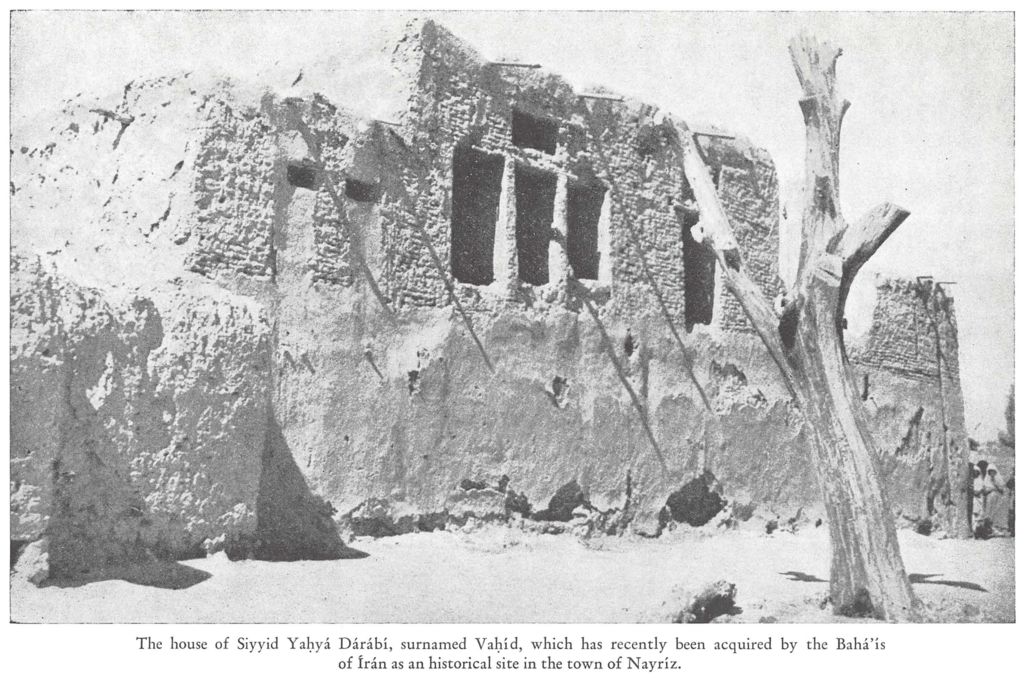 The house of Siyyid Yaḥyá Dárábí, surnamed Vaḥíd, which has recently been acquired by the Bahá’ís
of Írán as an historical site in the town of Nayríz.